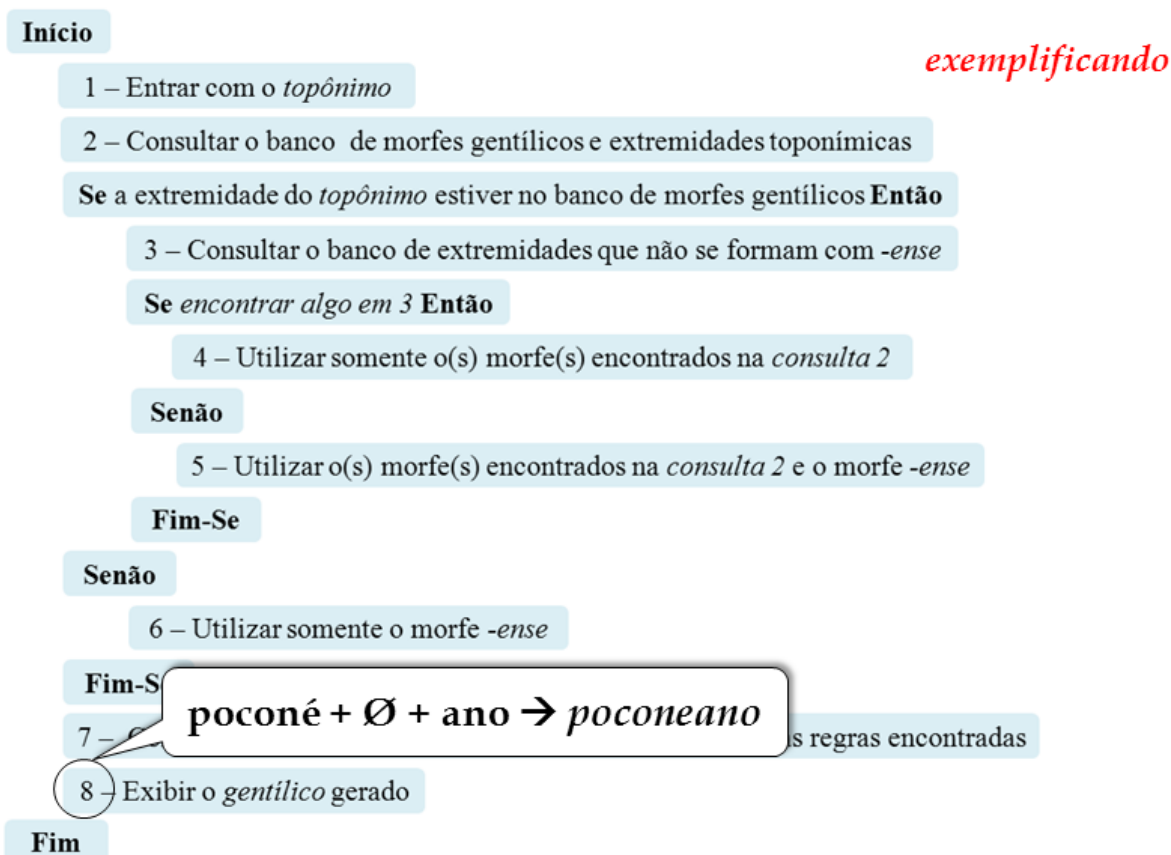 Início
exemplificando
1 – Entrar com o topônimo
2 – Consultar o banco de morfes gentílicos e extremidades toponímicas
Se a extremidade do topônimo estiver no banco de morfes gentílicos Então
3 – Consultar o banco de extremidades que não se formam com -ense
Se encontrar algo em 3 Então
4 – Utilizar somente o(s) morfe(s) encontrados na consulta 2
Senão
5 – Utilizar o(s) morfe(s) encontrados na consulta 2 e o morfe -ense
Fim-Se
Senão
6 – Utilizar somente o morfe -ense
Fim-S
poconé + Ø + ano → poconeano
7 – regras encontradas
8 – Exibir o gentílico gerado
Fim